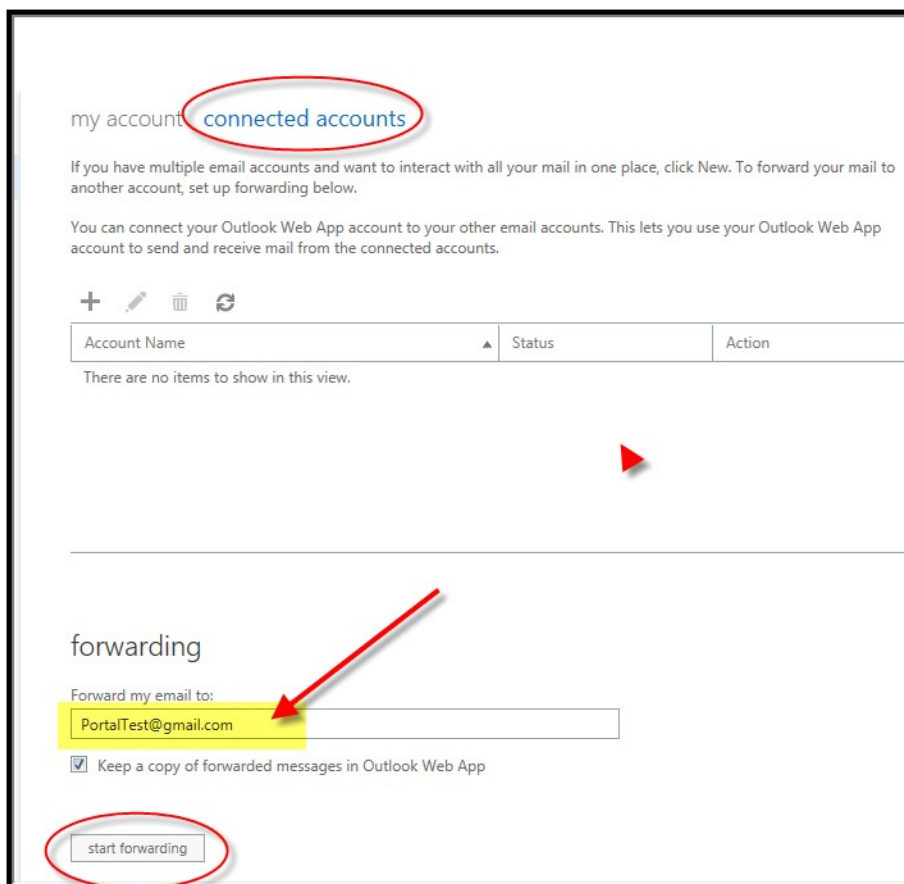 my account connected accounts
If you have multiple email accounts and want to interact with all your mail in one place, click New. To forward your mail to
another account, set up forwarding below.
You can connect your Outlook Web App account to your other email accounts. This lets you use your Outlook Web App
account to send and receive mail from the connected accounts.
Account Name Status Action
There are no items to show in this view.
forwarding
Forward my email to:
PortalTest@gmail.com
Keep a copy of forwarded messages in Outlook Web App
start forwarding